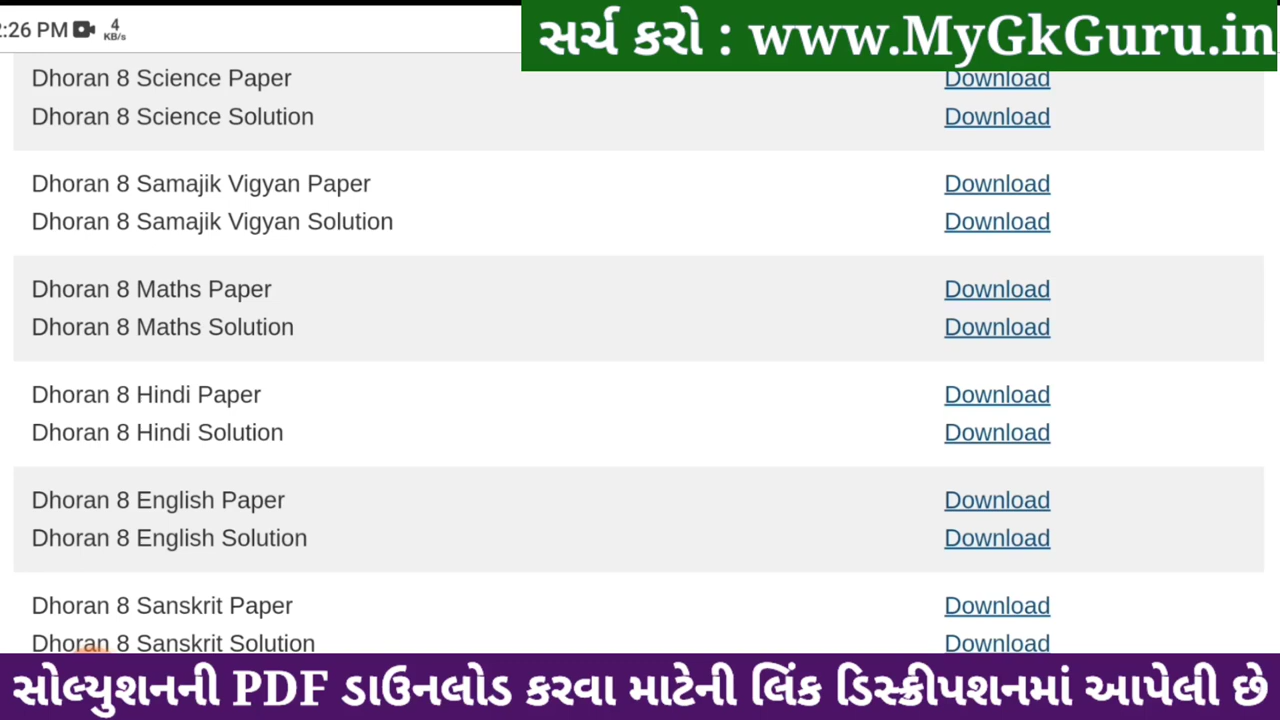 :26 PM 4 KB/s
સર્ચ કરો : www.MyGkGuru.in
Dhoran 8 Science Paper Download
Dhoran 8 Science Solution Download
Dhoran 8 Samajik Vigyan Paper Download
Dhoran 8 Samajik Vigyan Solution Download
Dhoran 8 Maths Paper Download
Dhoran 8 Maths Solution Download
Dhoran 8 Hindi Paper Download
Dhoran 8 Hindi Solution Download
Dhoran 8 English Paper Download
Dhoran 8 English Solution Download
Dhoran 8 Sanskrit Paper Download
Dhoran 8 Sanskrit Solution Download
સોલ્યુશનની PDF ડાઉનલોડ કરવા માટેની લિંક ડિસ્ક્રીપશનમાં આપેલી છે